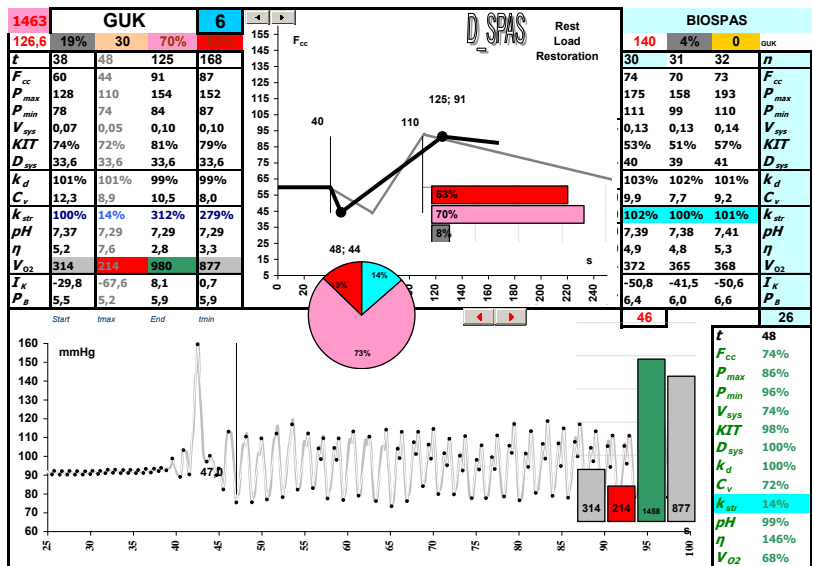 1463 GUK 6
126,6 19% 30 70%
t 38 48 125 168
Fcc 60 44 91 87
Pmax 128 110 154 152
Pmin 78 74 84 87
Vsys 0,07 0,05 0,10 0,10
KIT 74% 72% 81% 79%
Dsys 33,6 33,6 33,6 33,6
kd 101% 101% 99% 99%
Cv 12,3 8,9 10,5 8,0
kstr 100% 14% 312% 279%
pH 7,37 7,29 7,29 7,29
η 5,2 7,6 2,8 3,3
VO2 314 214 980 877
IK -29,8 -67,6 8,1 0,7
PB 5,5 5,2 5,9 5,9
Start tmax End tmin
Fcc
D_SPAS
Rest
Load
Restoration
155
145
135
125
115
105
95
85
75
65
55
45
35
25
15
5
40
110
125; 91
48; 44
63%
70%
8%
s
0 20 40 100 120 140 160 180 200 220 240
14%
13%
73%
BIOSPAS
140 4% 0 GUK
30 31 32 n
74 70 73 Fcc
175 158 193 Pmax
111 99 110 Pmin
0,13 0,13 0,14 Vsys
53% 51% 57% KIT
40 39 41 Dsys
103% 102% 101% kd
9,9 7,7 9,2 Cv
102% 100% 101% kstr
7,39 7,38 7,41 pH
4,9 4,8 5,3 η
372 365 368 VO2
-50,8 -41,5 -50,6 IK
6,4 6,0 6,6 PB
46 26
mmHg
160
150
140
130
120
110
100
90
80
70
60
47,0
25 30 35 40 45 50 55 60 65 70 75 80 85 90 95 100
314 214 1458 877
t 48
Fcc 74%
Pmax 86%
Pmin 96%
Vsys 74%
KIT 98%
Dsys 100%
kd 100%
Cv 72%
kstr 14%
pH 99%
η 146%
VO2 68%